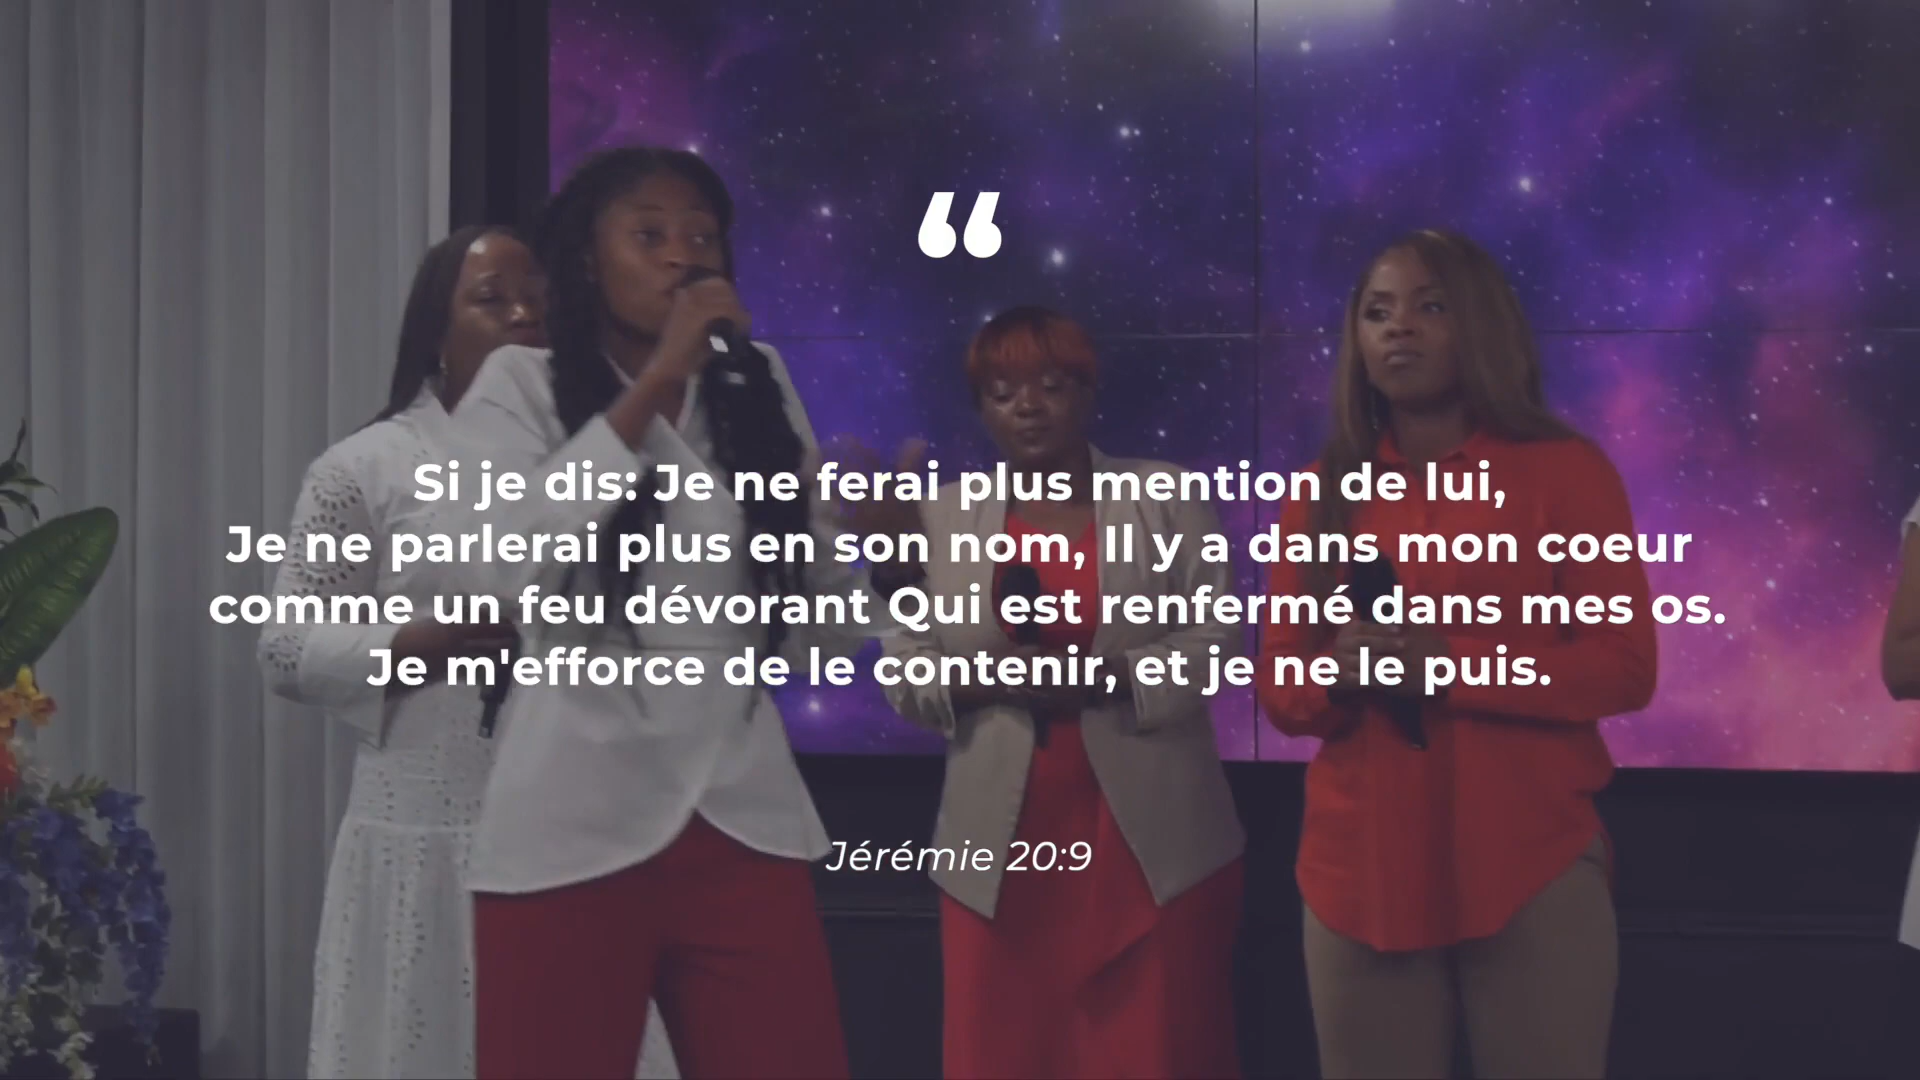 “
Si je dis: Je ne ferai plus mention de lui,
Je ne parlerai plus en son nom, Il y a dans mon coeur
comme un feu dévorant Qui est renfermé dans mes os.
Je m'efforce de le contenir, et je ne le puis.
Jérémie 20:9